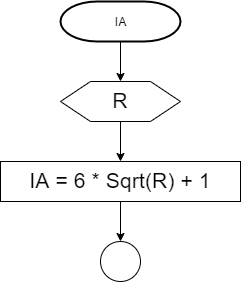 IA
R
IA = 6 * Sqrt(R) + 1